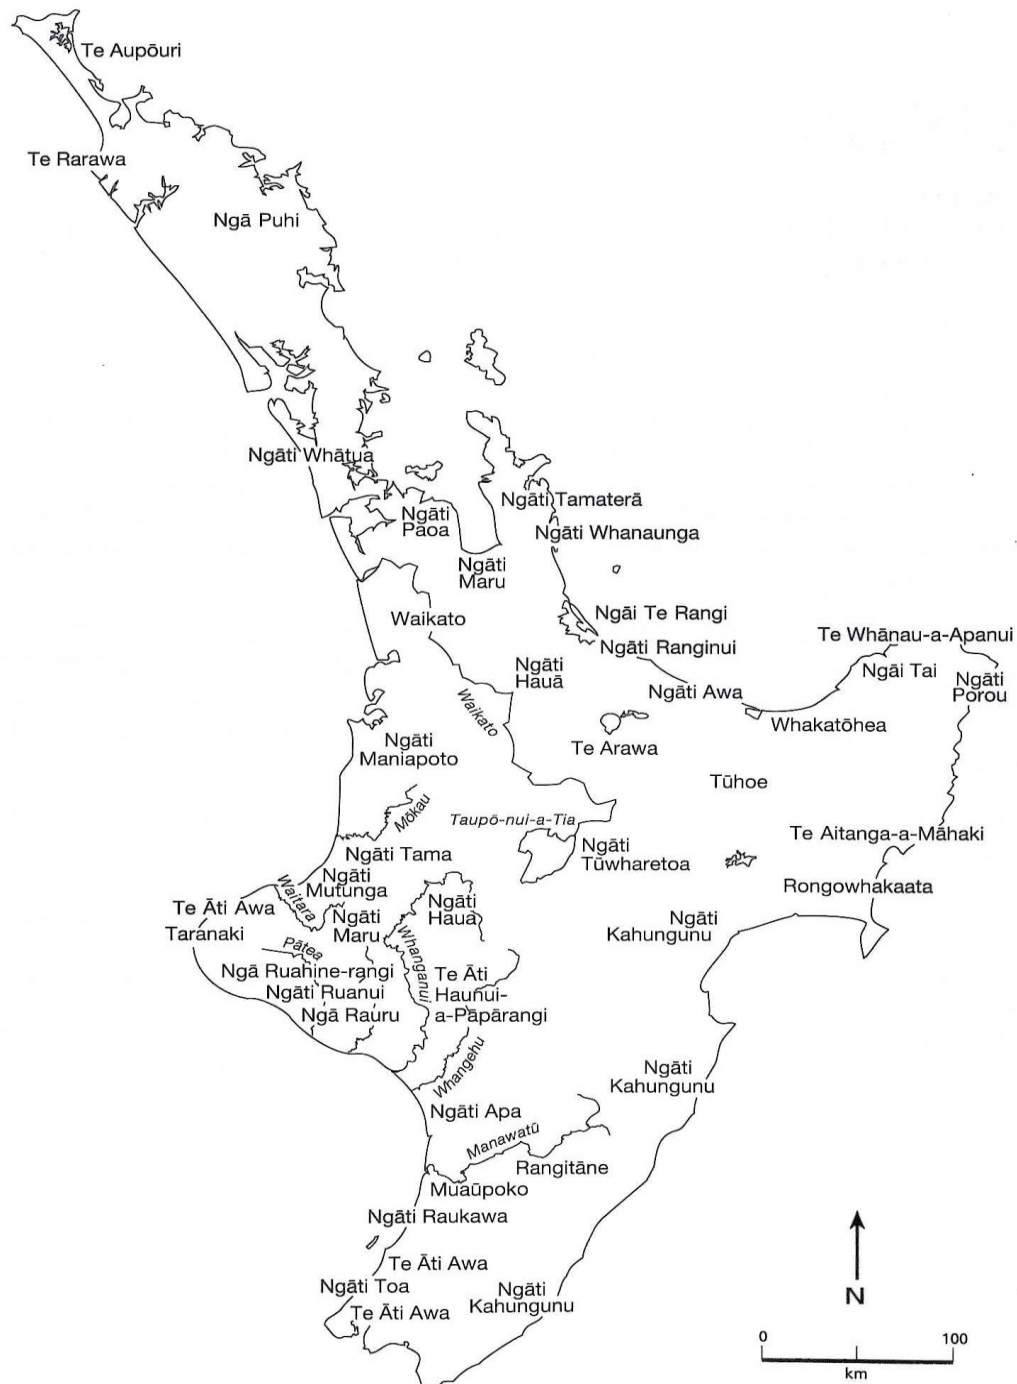 Te Aupōuri
Te Rarawa
Ngā Puhi
Ngāti Whātua
Ngāti Tamaterā
Ngāti
Paoa
Ngāti Whanaunga
Ngāti
Maru
Waikato
Ngāi Te Rangi
Ngāti Ranginui
Te Whānau-a-Apanui
Ngāti
Hauā
Ngāi Tai
Ngāti
Porou
Ngāti Awa
Waikato
Whakatōhea
Ngāti
Maniapoto
Te Arawa
Tūhoe
Mōkau
Taupō-nui-a-Tia
Te Aitanga-a-Māhaki
Ngāti Tama
Ngāti
Tūwharetoa
Ngāti
Mutunga
Rongowhakaata
Waitara
Te Āti Awa
Ngāti
Hauā
Taranaki
Ngāti
Maru
Ngāti
Kahungunu
Pātea
Whanganui
Ngā Ruahine-rangi
Te Āti
Haunui-
a-Pāpārangi
Ngāti Ruanui
Ngā Rauru
Whangehu
Ngāti
Kahungunu
Ngāti Apa
Manawatū
Rangitāne
Muaūpoko
Ngāti Raukawa
Te Āti Awa
Ngāti Toa
Ngāti
Kahungunu
Te Āti Awa
N
0 100
km